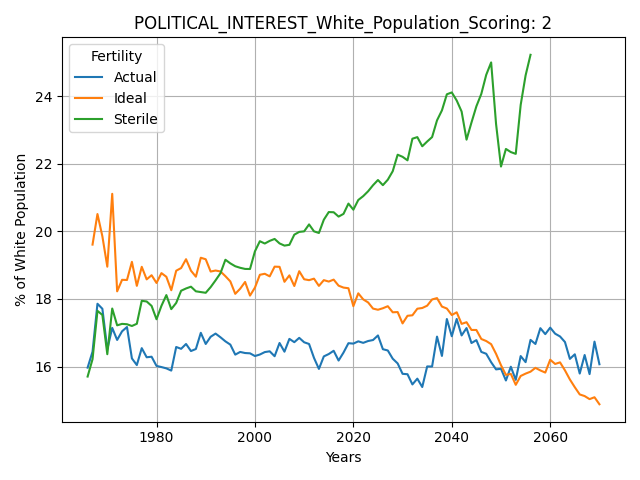 POLITICAL_INTEREST_White_Population_Scoring: 2
Fertility
Actual
Ideal
Sterile
% of White Population
24
22
20
18
16
1980
2000
2020
2040
2060
Years